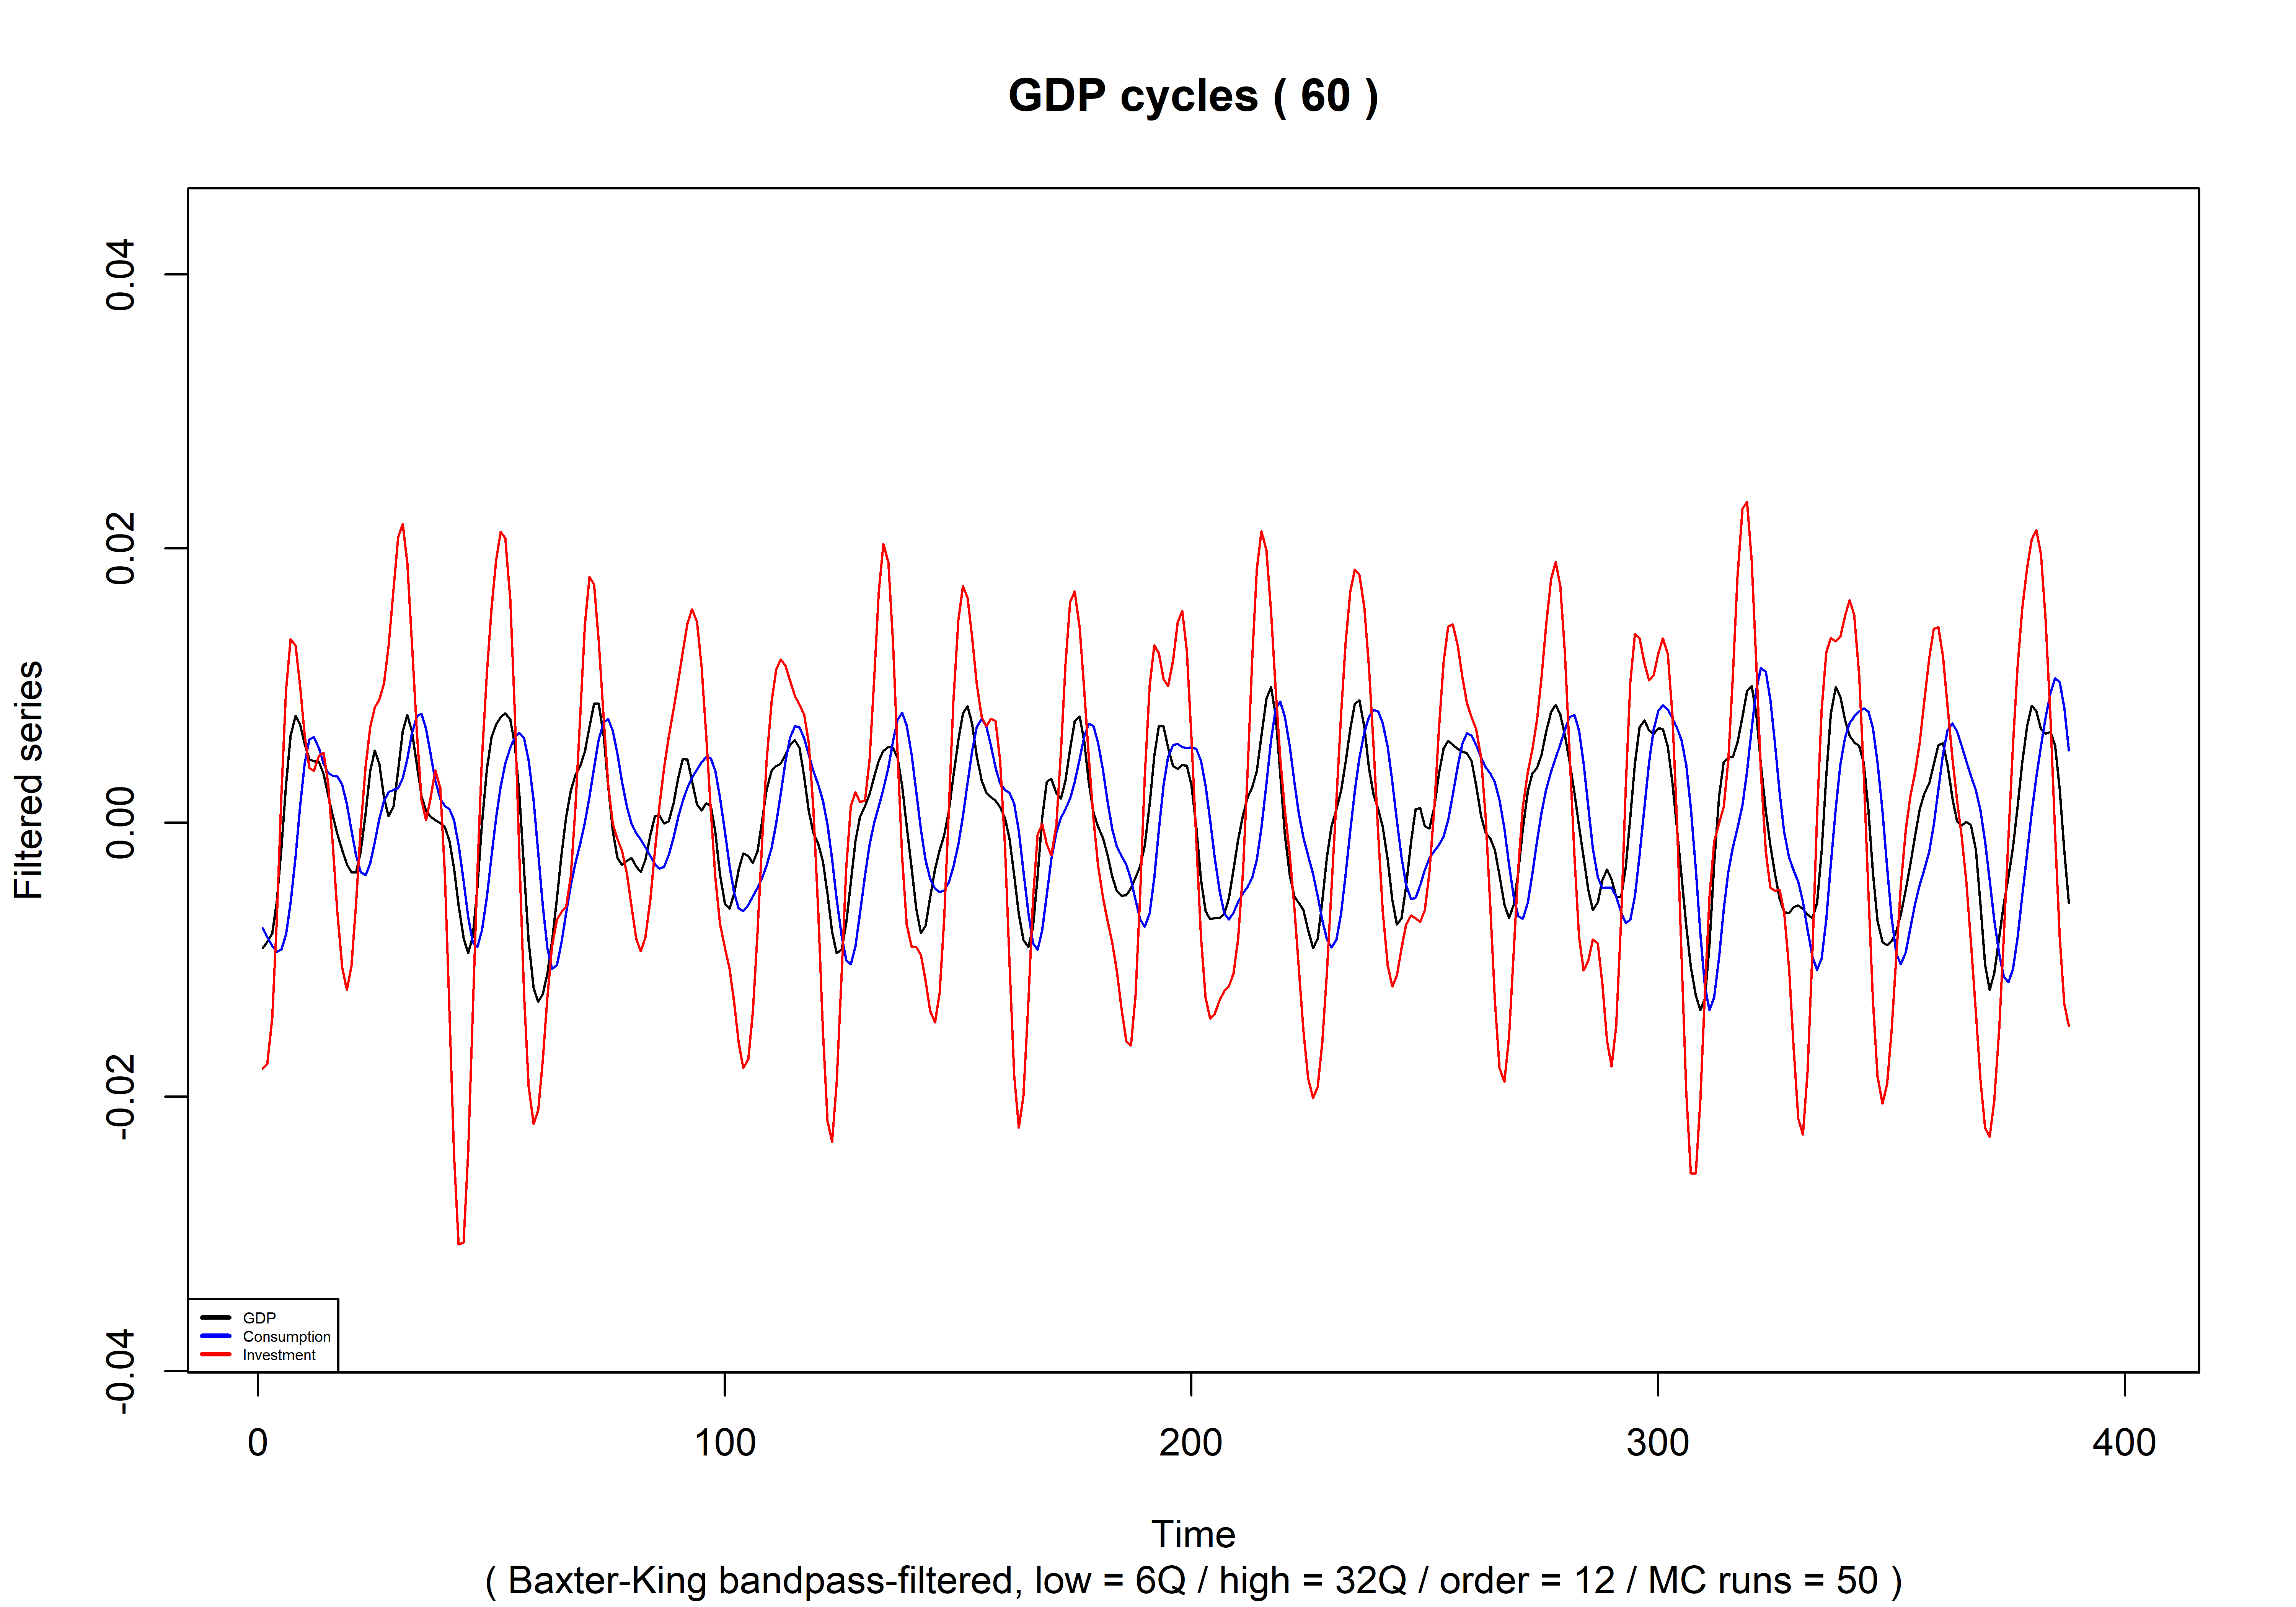 GDP cycles ( 60 )
Filtered series
0.04
0.02
0.00
-0.02
-0.04
GDP
Consumption
Investment
0 100 200 300 400
Time
( Baxter-King bandpass-filtered, low = 6Q / high = 32Q / order = 12 / MC runs = 50 )